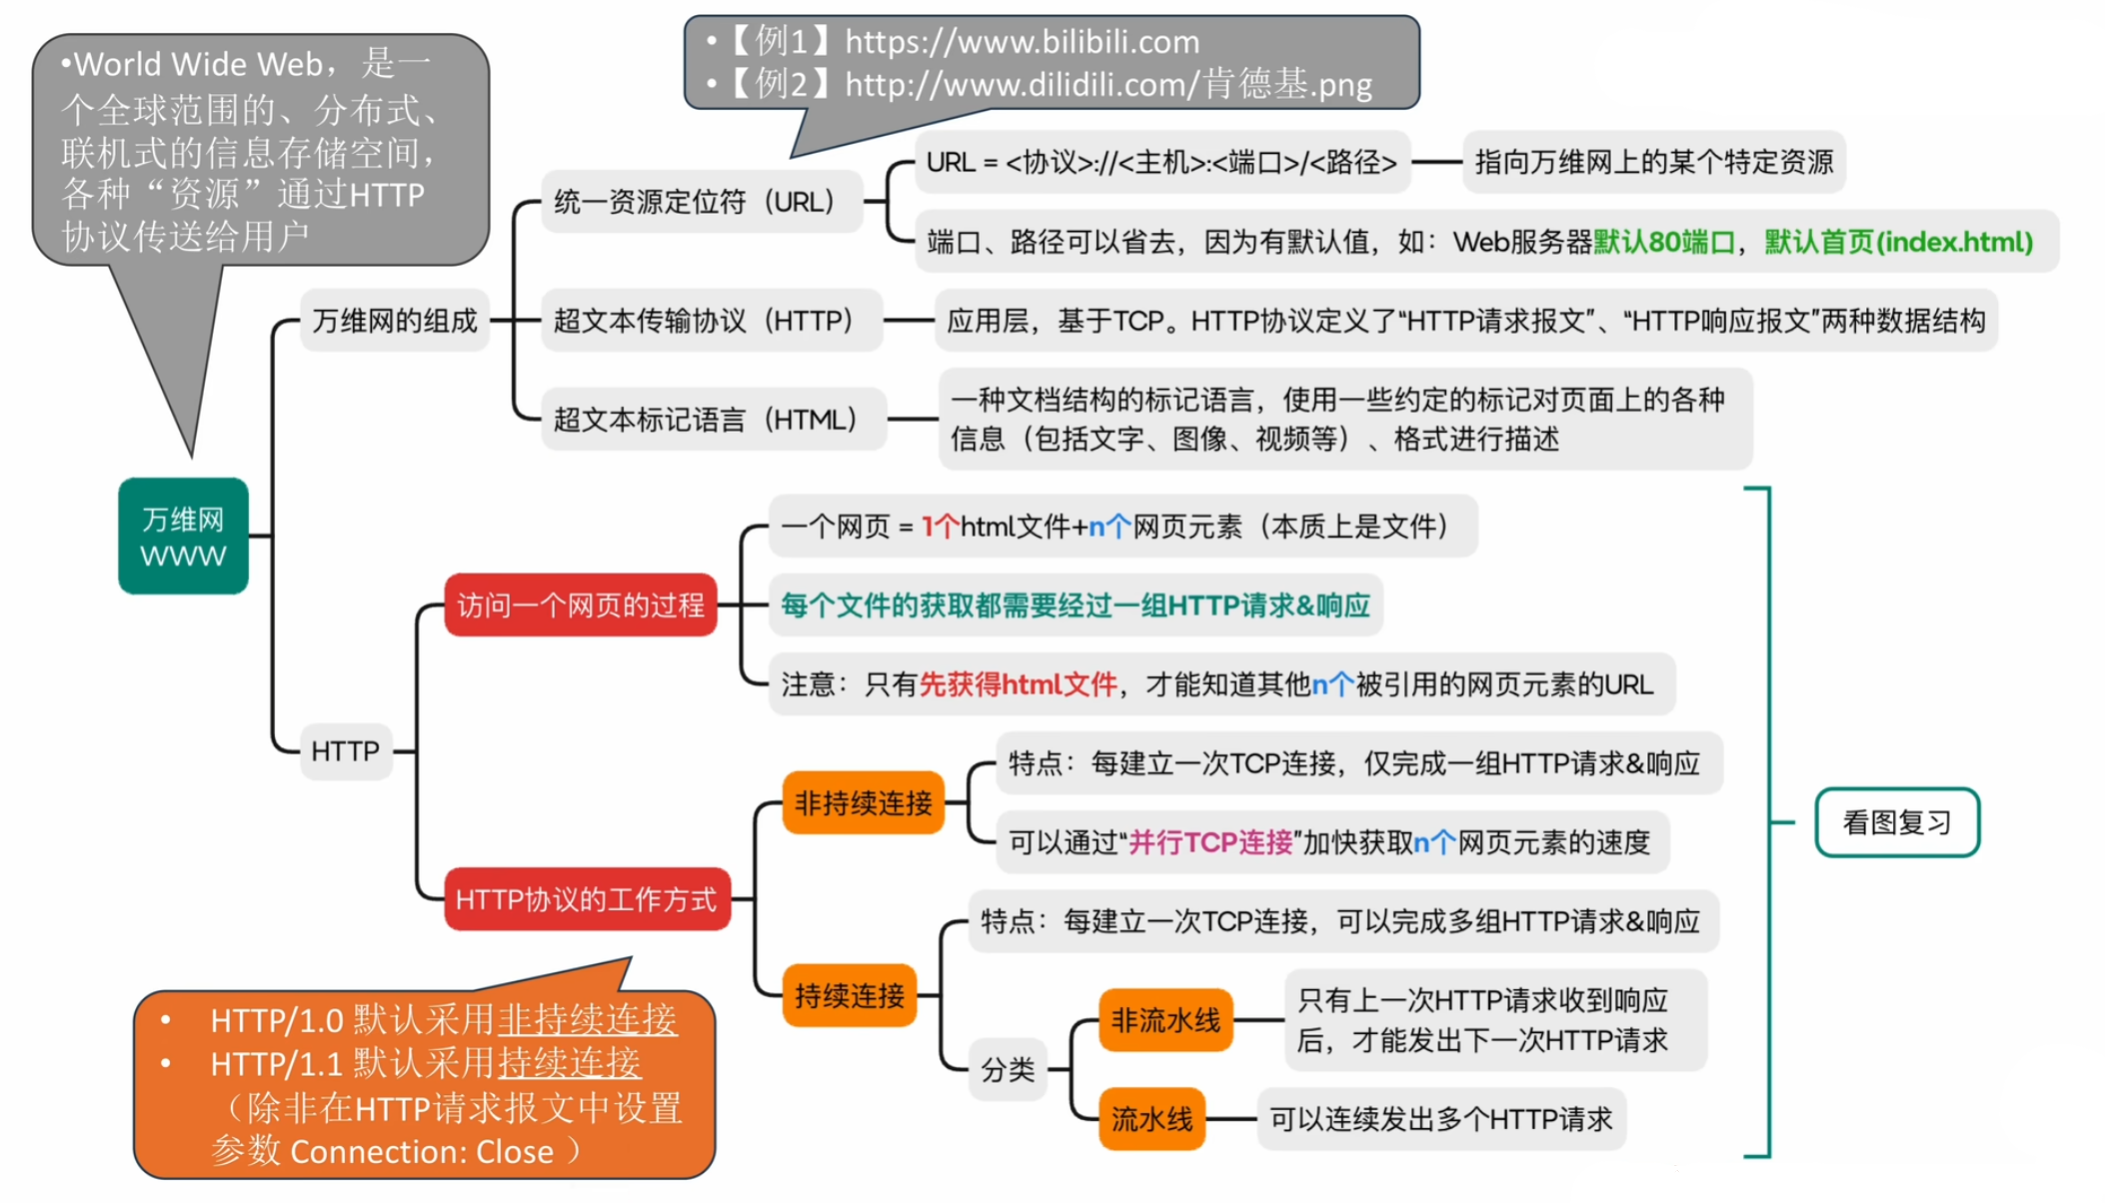 •World Wide Web，是一
个全球范围的、分布式、
联机式的信息存储空间，
各种“资源”通过HTTP
协议传送给用户
•【例1】https://www.bilibili.com
•【例2】http://www.dilidili.com/肯德基.png
万维网
WWW
万维网的组成
统一资源定位符（URL）
URL = <协议>://<主机>:<端口>/<路径>
指向万维网上的某个特定资源
端口、路径可以省去，因为有默认值，如：Web服务器默认80端口，默认首页(index.html)
超文本传输协议（HTTP）
应用层，基于TCP。HTTP协议定义了“HTTP请求报文”、“HTTP响应报文”两种数据结构
超文本标记语言（HTML）
一种文档结构的标记语言，使用一些约定的标记对页面上的各种
信息（包括文字、图像、视频等）、格式进行描述
HTTP
访问一个网页的过程
一个网页 = 1个html文件+n个网页元素（本质上是文件）
每个文件的获取都需要经过一组HTTP请求&响应
注意：只有先获得html文件，才能知道其他n个被引用的网页元素的URL
HTTP协议的工作方式
非持续连接
特点：每建立一次TCP连接，仅完成一组HTTP请求&响应
可以通过“并行TCP连接”加快获取n个网页元素的速度
持续连接
特点：每建立一次TCP连接，可以完成多组HTTP请求&响应
分类
非流水线
只有上一次HTTP请求收到响应
后，才能发出下一次HTTP请求
流水线
可以连续发出多个HTTP请求
看图复习
• HTTP/1.0 默认采用非持续连接
• HTTP/1.1 默认采用持续连接
（除非在HTTP请求报文中设置
参数 Connection: Close ）